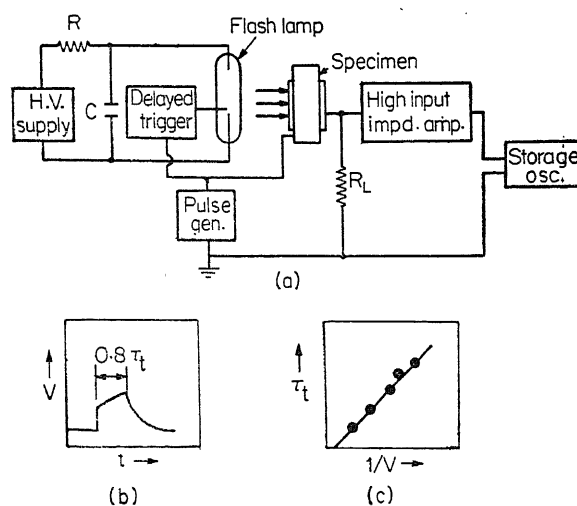 R
Flash lamp
Specimen
H.V.
supply
C
Delayed
trigger
High input
impd. amp.
Storage
osc.
R_L
Pulse
gen.
(a)
0.8 τ_t
V
t
(b)
τ_t
1/V
(c)